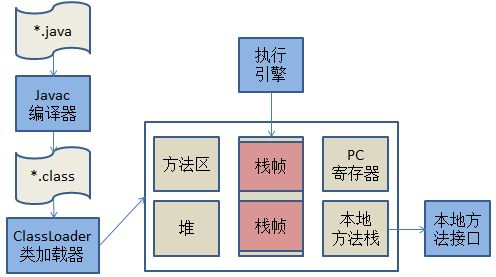 *.java
Javac
编译器
*.class
ClassLoader
类加载器
执行
引擎
方法区
栈帧
PC
寄存器
堆
栈帧
本地
方法栈
本地方
法接口